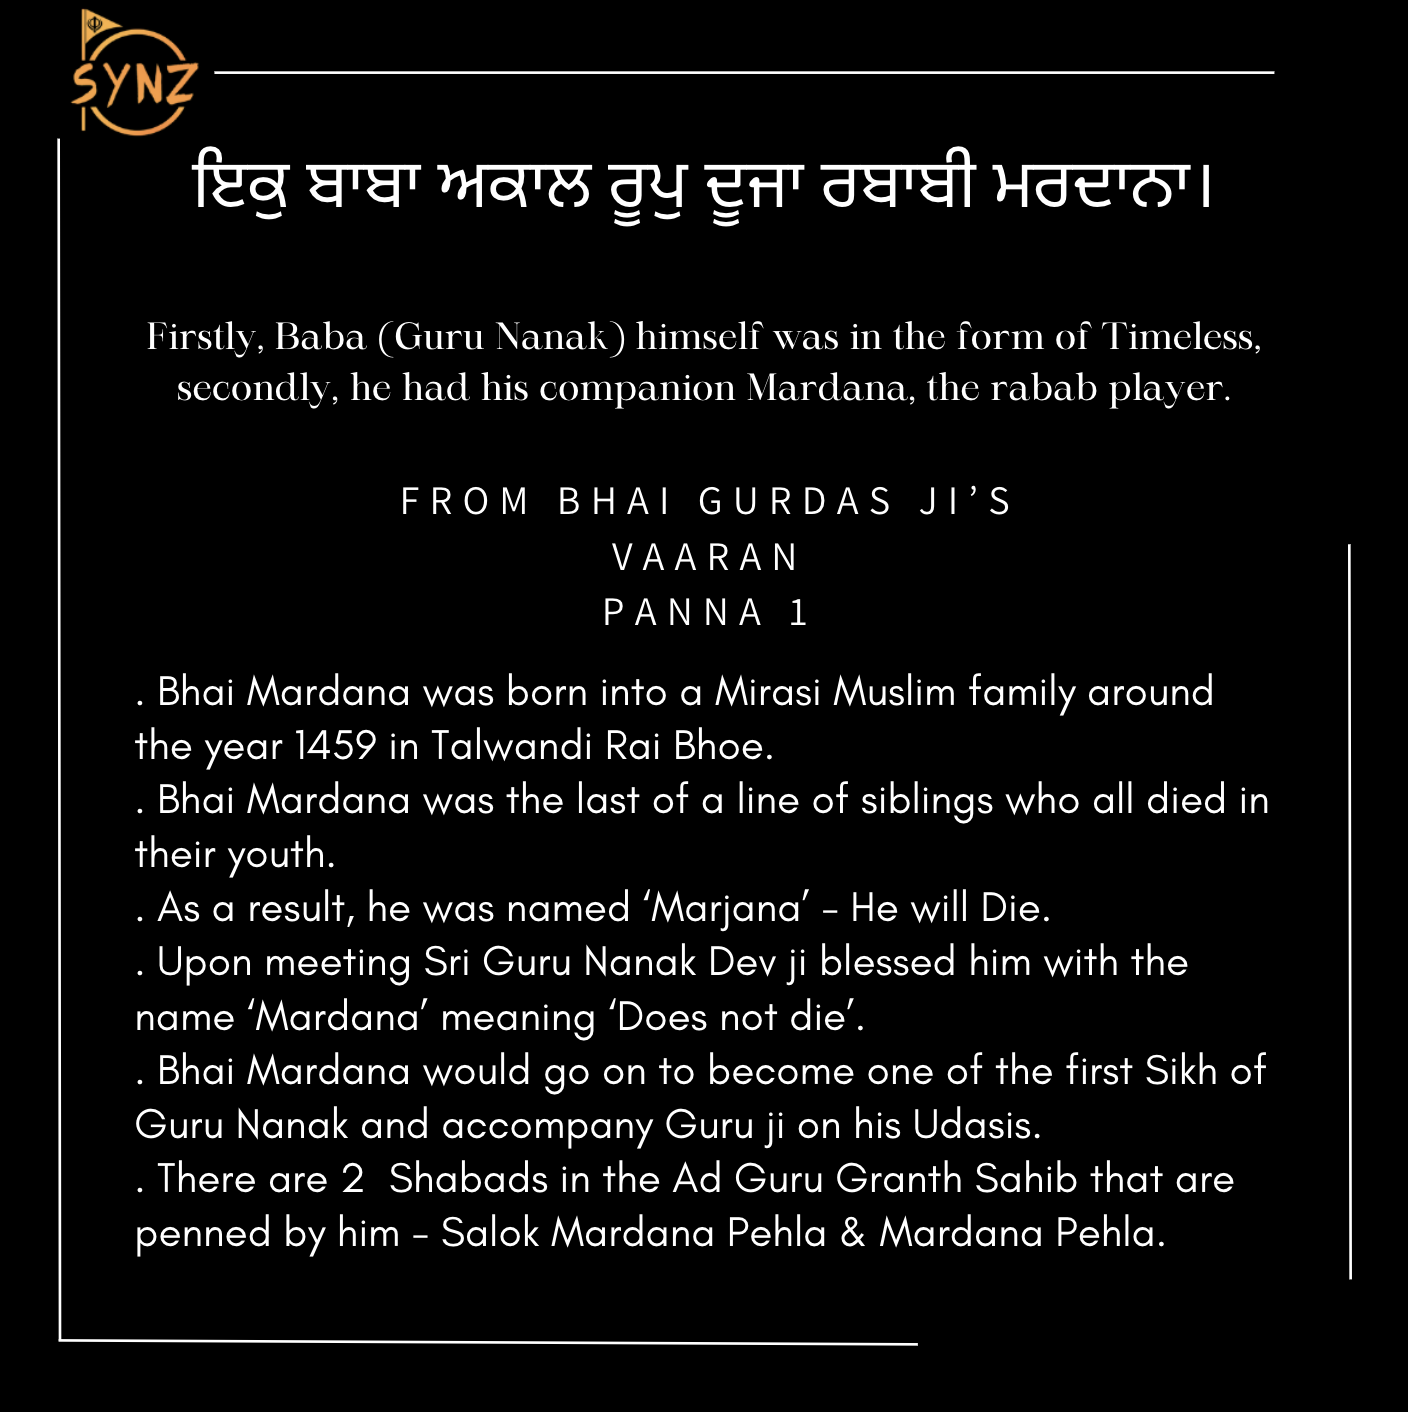 SYNZ
ਇਕੁ ਬਾਬਾ ਅਕਾਲ ਰੂਪੁ ਦੂਜਾ ਰਬਾਬੀ ਮਰਦਾਨਾ।
Firstly, Baba (Guru Nanak) himself was in the form of Timeless,
secondly, he had his companion Mardana, the rabab player.
FROM BHAI GURDAS JI’S
VAARAN
PANNA 1
. Bhai Mardana was born into a Mirasi Muslim family around
the year 1459 in Talwandi Rai Bhoe.
. Bhai Mardana was the last of a line of siblings who all died in
their youth.
. As a result, he was named ‘Marjana’ - He will Die.
. Upon meeting Sri Guru Nanak Dev ji blessed him with the
name ‘Mardana’ meaning ‘Does not die’.
. Bhai Mardana would go on to become one of the first Sikh of
Guru Nanak and accompany Guru ji on his Udasis.
. There are 2  Shabads in the Ad Guru Granth Sahib that are
penned by him - Salok Mardana Pehla & Mardana Pehla.